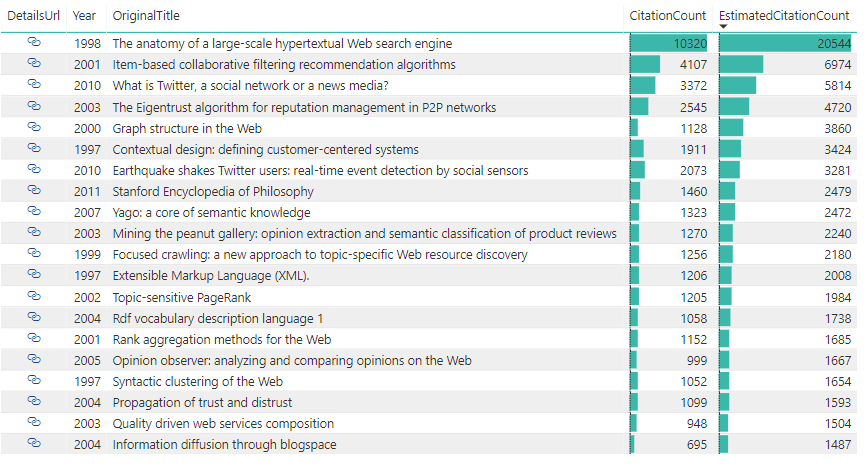 DetailsUrl Year OriginalTitle CitationCount EstimatedCitationCount
1998 The anatomy of a large-scale hypertextual Web search engine 10320 20544
2001 Item-based collaborative filtering recommendation algorithms 4107 6974
2010 What is Twitter, a social network or a news media? 3372 5814
2003 The Eigentrust algorithm for reputation management in P2P networks 2545 4720
2000 Graph structure in the Web 1128 3860
1997 Contextual design: defining customer-centered systems 1911 3424
2010 Earthquake shakes Twitter users: real-time event detection by social sensors 2073 3281
2011 Stanford Encyclopedia of Philosophy 1460 2479
2007 Yago: a core of semantic knowledge 1323 2472
2003 Mining the peanut gallery: opinion extraction and semantic classification of product reviews 1270 2240
1999 Focused crawling: a new approach to topic-specific Web resource discovery 1256 2180
1997 Extensible Markup Language (XML). 1206 2008
2002 Topic-sensitive PageRank 1205 1984
2004 Rdf vocabulary description language 1 1058 1738
2001 Rank aggregation methods for the Web 1152 1685
2005 Opinion observer: analyzing and comparing opinions on the Web 999 1667
1997 Syntactic clustering of the Web 1052 1654
2004 Propagation of trust and distrust 1099 1593
2003 Quality driven web services composition 948 1504
2004 Information diffusion through blogspace 695 1487